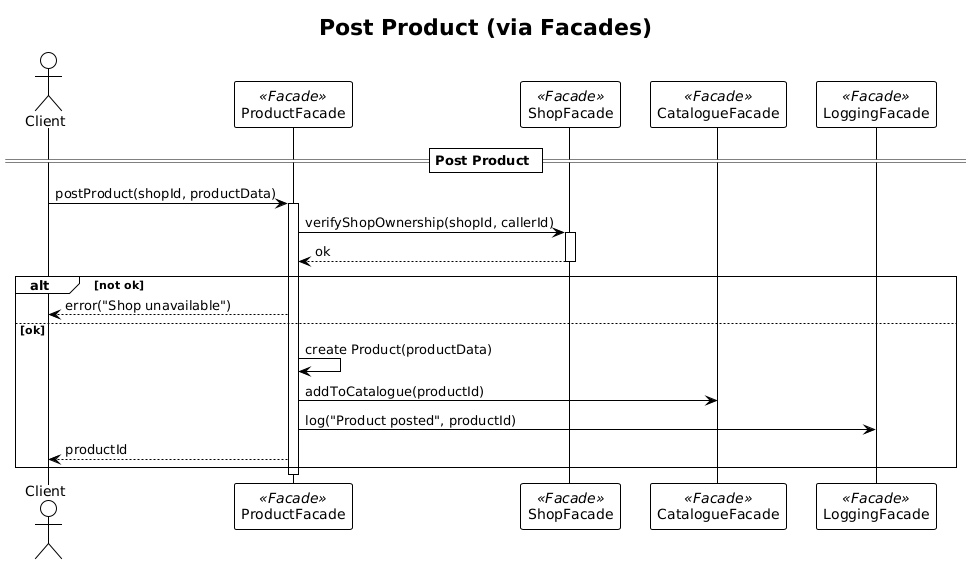 Post Product (via Facades)
Client
«Facade»
ProductFacade
«Facade»
ShopFacade
«Facade»
CatalogueFacade
«Facade»
LoggingFacade
Post Product
postProduct(shopId, productData)
verifyShopOwnership(shopId, callerId)
ok
alt
[not ok]
error("Shop unavailable")
[ok]
create Product(productData)
addToCatalogue(productId)
log("Product posted", productId)
productId
Client
«Facade»
ProductFacade
«Facade»
ShopFacade
«Facade»
CatalogueFacade
«Facade»
LoggingFacade